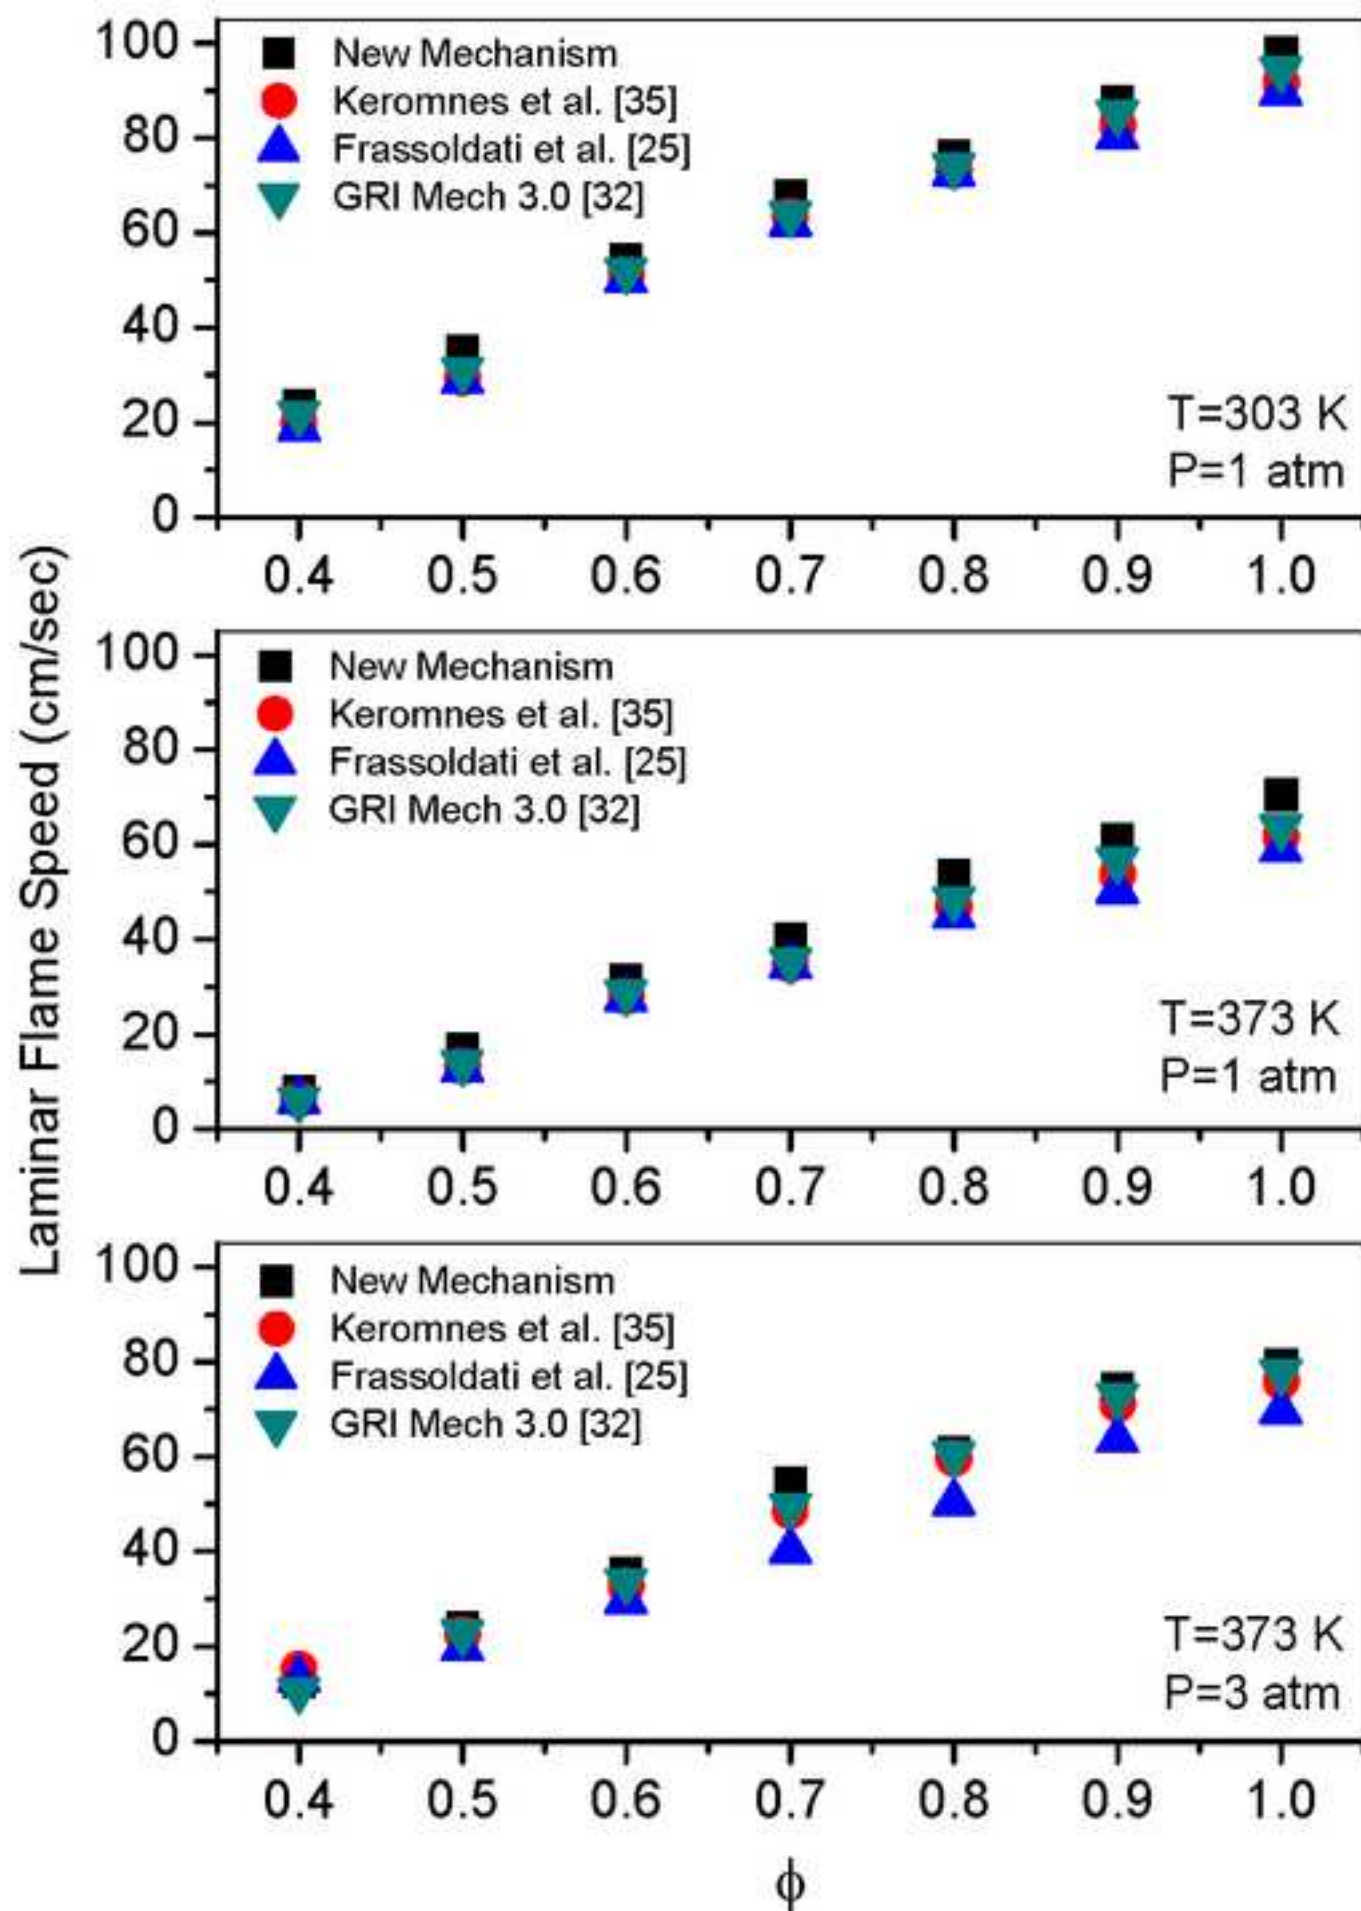 Laminar Flame Speed (cm/sec)
100
80
60
40
20
0
New Mechanism
Keromnes et al. [35]
Frassoldati et al. [25]
GRI Mech 3.0 [32]
T=303 K
P=1 atm
0.4 0.5 0.6 0.7 0.8 0.9 1.0
100
80
60
40
20
0
New Mechanism
Keromnes et al. [35]
Frassoldati et al. [25]
GRI Mech 3.0 [32]
T=373 K
P=1 atm
0.4 0.5 0.6 0.7 0.8 0.9 1.0
100
80
60
40
20
0
New Mechanism
Keromnes et al. [35]
Frassoldati et al. [25]
GRI Mech 3.0 [32]
T=373 K
P=3 atm
0.4 0.5 0.6 0.7 0.8 0.9 1.0
ϕ